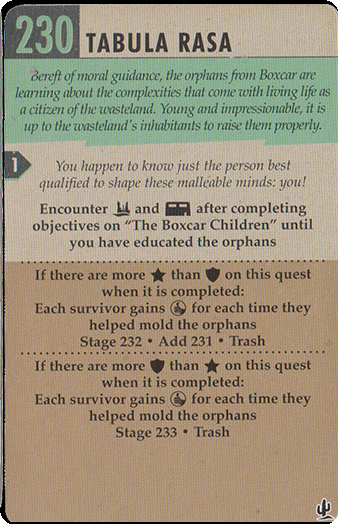 230 TABULA RASA
Bereft of moral guidance, the orphans from Boxcar are
learning about the complexities that come with living life as
a citizen of the wasteland. Young and impressionable, it is
up to the wasteland's inhabitants to raise them properly.
1
You happen to know just the person best
qualified to shape these malleable minds: you!
Encounter and after completing
objectives on "The Boxcar Children" until
you have educated the orphans
If there are more ★ than on this quest
when it is completed:
Each survivor gains for each time they
helped mold the orphans
Stage 232 • Add 231 • Trash
If there are more than ★ on this quest
when it is completed:
Each survivor gains for each time they
helped mold the orphans
Stage 233 • Trash